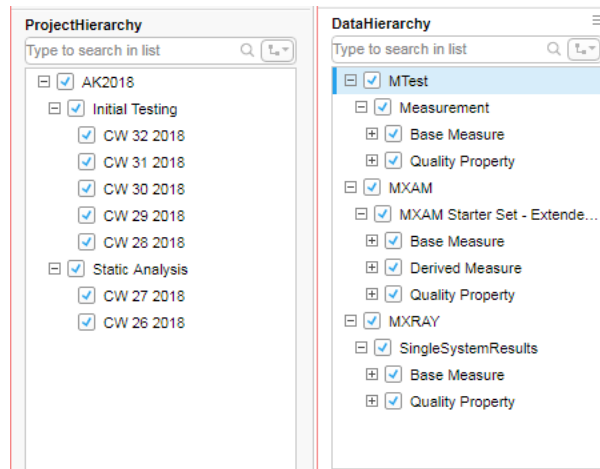 ProjectHierarchy
Type to search in list
AK2018
Initial Testing
CW 32 2018
CW 31 2018
CW 30 2018
CW 29 2018
CW 28 2018
Static Analysis
CW 27 2018
CW 26 2018
DataHierarchy
Type to search in list
MTest
Measurement
Base Measure
Quality Property
MXAM
MXAM Starter Set - Extende...
Base Measure
Derived Measure
Quality Property
MXRAY
SingleSystemResults
Base Measure
Quality Property